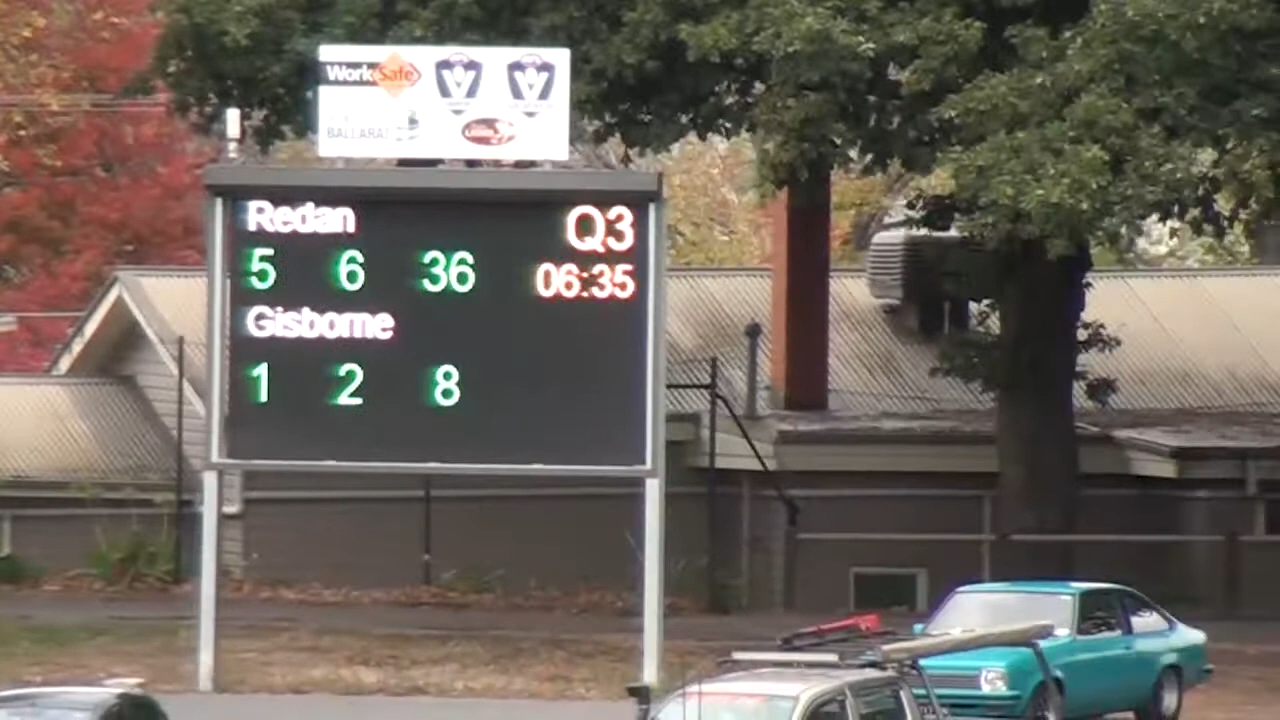 WorkSafe
BALLARAT
Redan
Q3
5 6 36
06:35
Gisborne
1 2 8